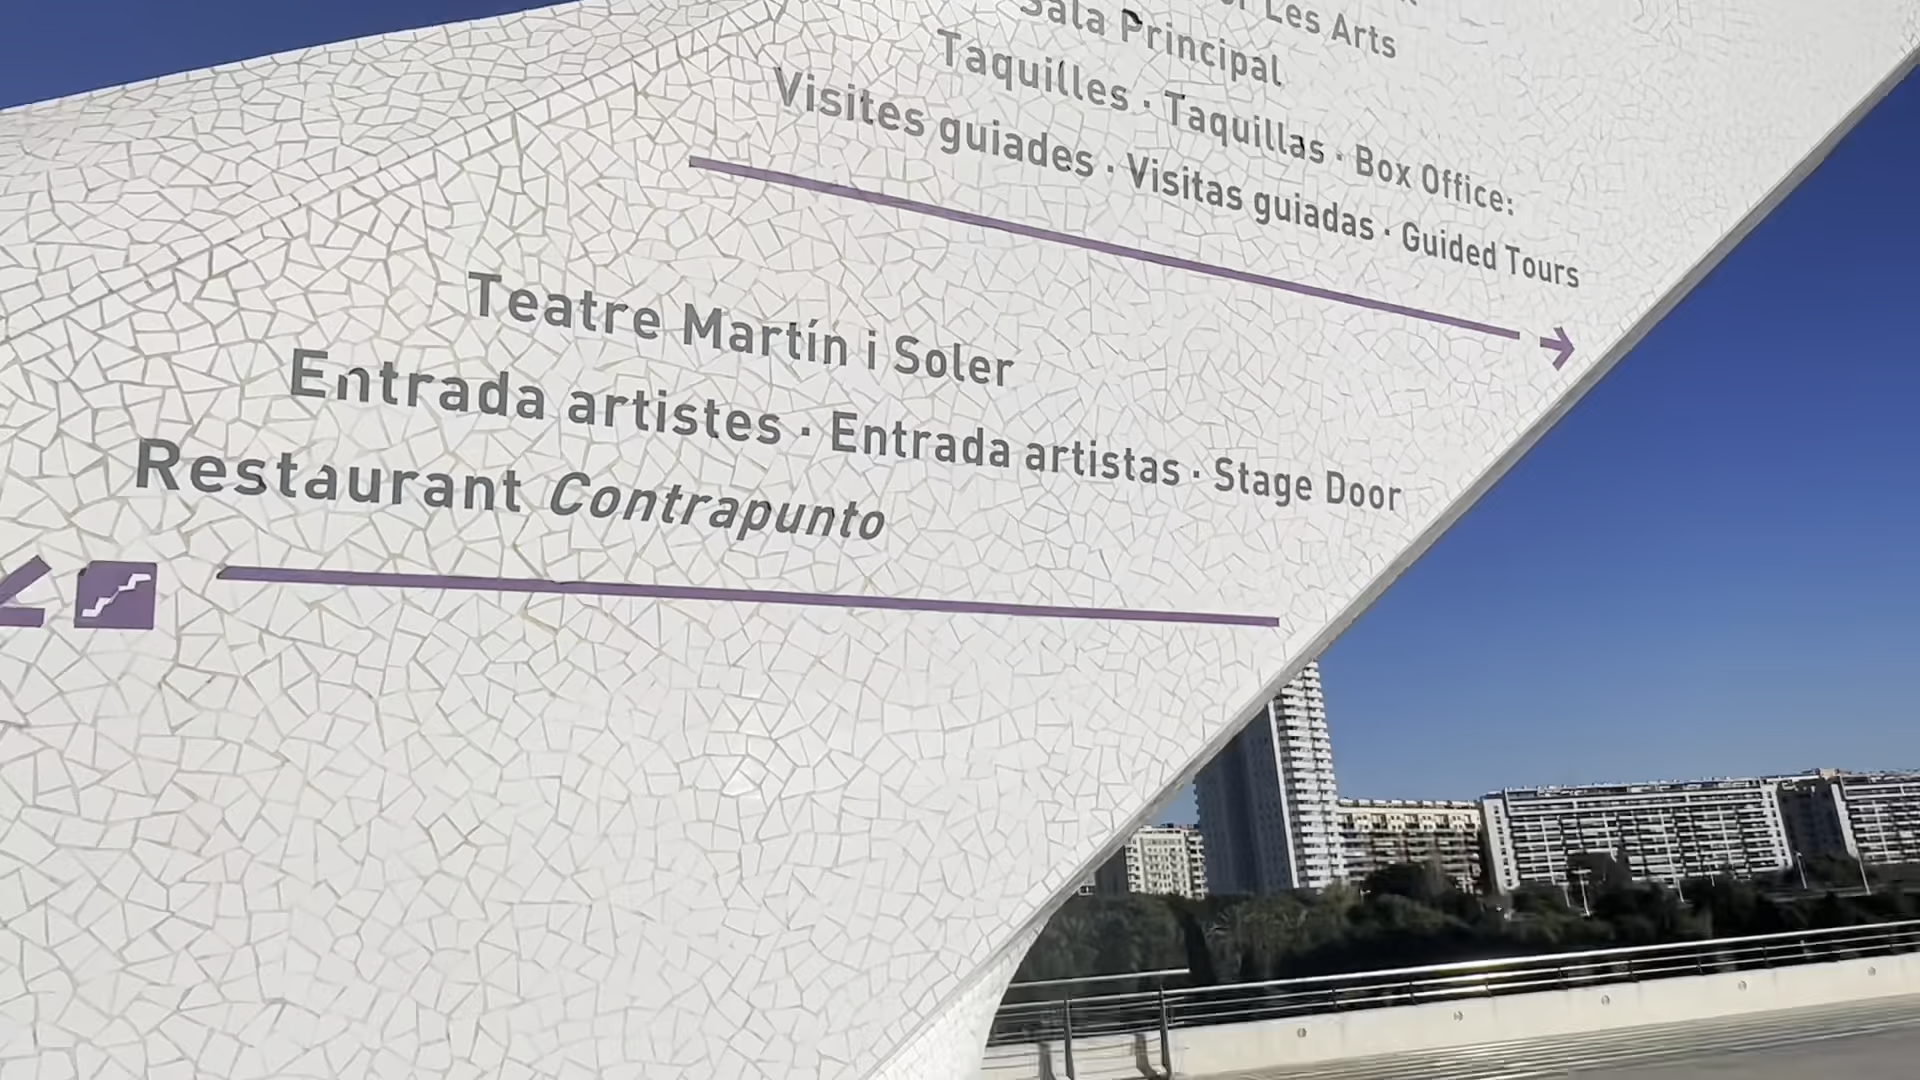 Les Arts
Sala Principal
Taquilles · Taquillas · Box Office:
Visites guiades · Visitas guiadas · Guided Tours
Teatre Martín i Soler
Entrada artistes · Entrada artistas · Stage Door
Restaurant Contrapunto